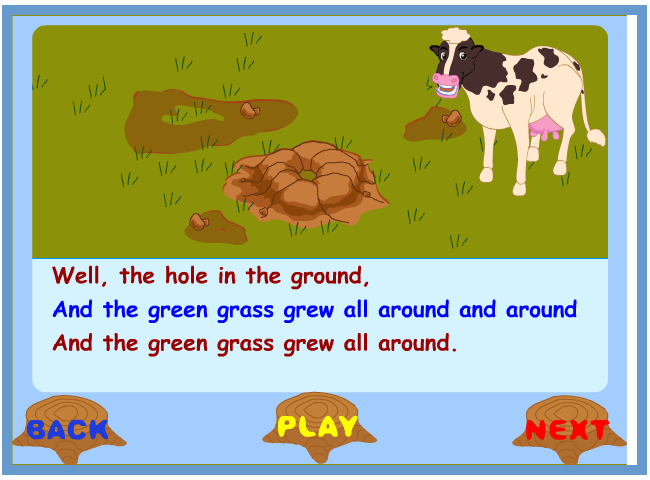 Well, the hole in the ground,
And the green grass grew all around and around
And the green grass grew all around.
BACK
PLAY
NEXT